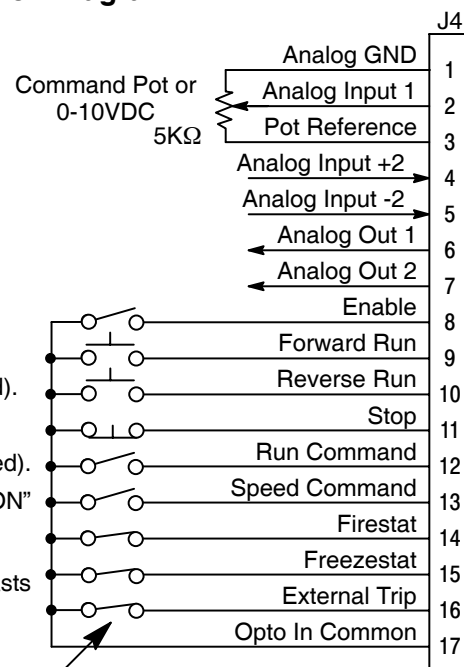 J4
Analog GND 1
Command Pot or
0-10VDC
5KΩ
Analog Input 1 2
Pot Reference 3
Analog Input +2 4
Analog Input -2 5
Analog Out 1 6
Analog Out 2 7
Enable 8
Forward Run 9
Reverse Run 10
Stop 11
Run Command 12
Speed Command 13
ON"
Firestat 14
Freezestat 15
External Trip 16
Opto In Common 17